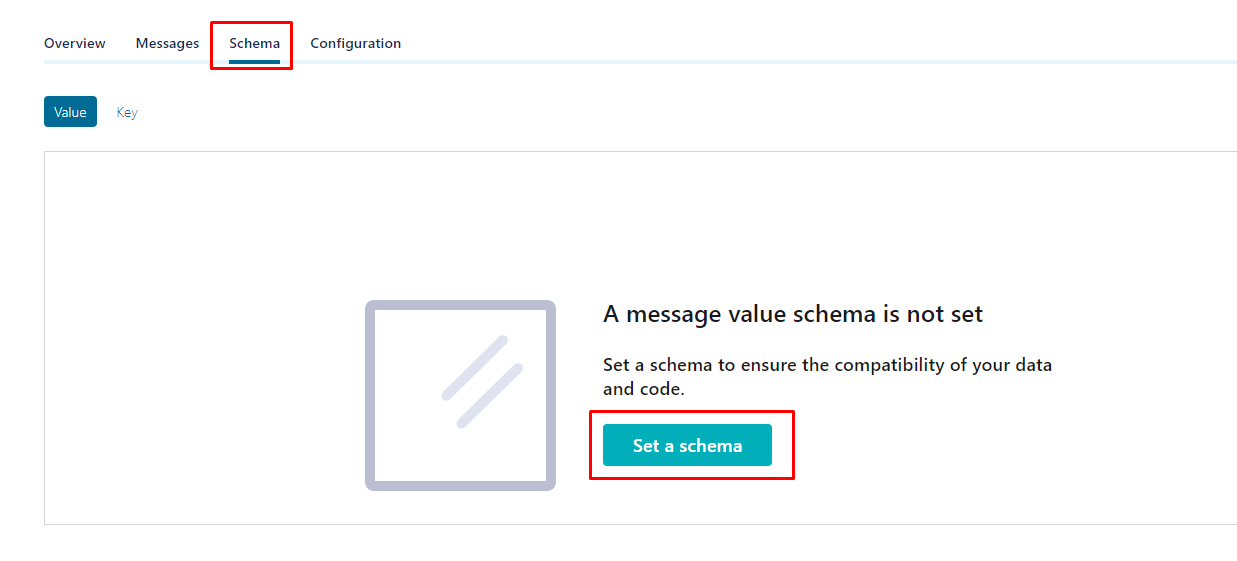 Overview Messages Schema Configuration
Value Key
A message value schema is not set
Set a schema to ensure the compatibility of your data
and code.
Set a schema